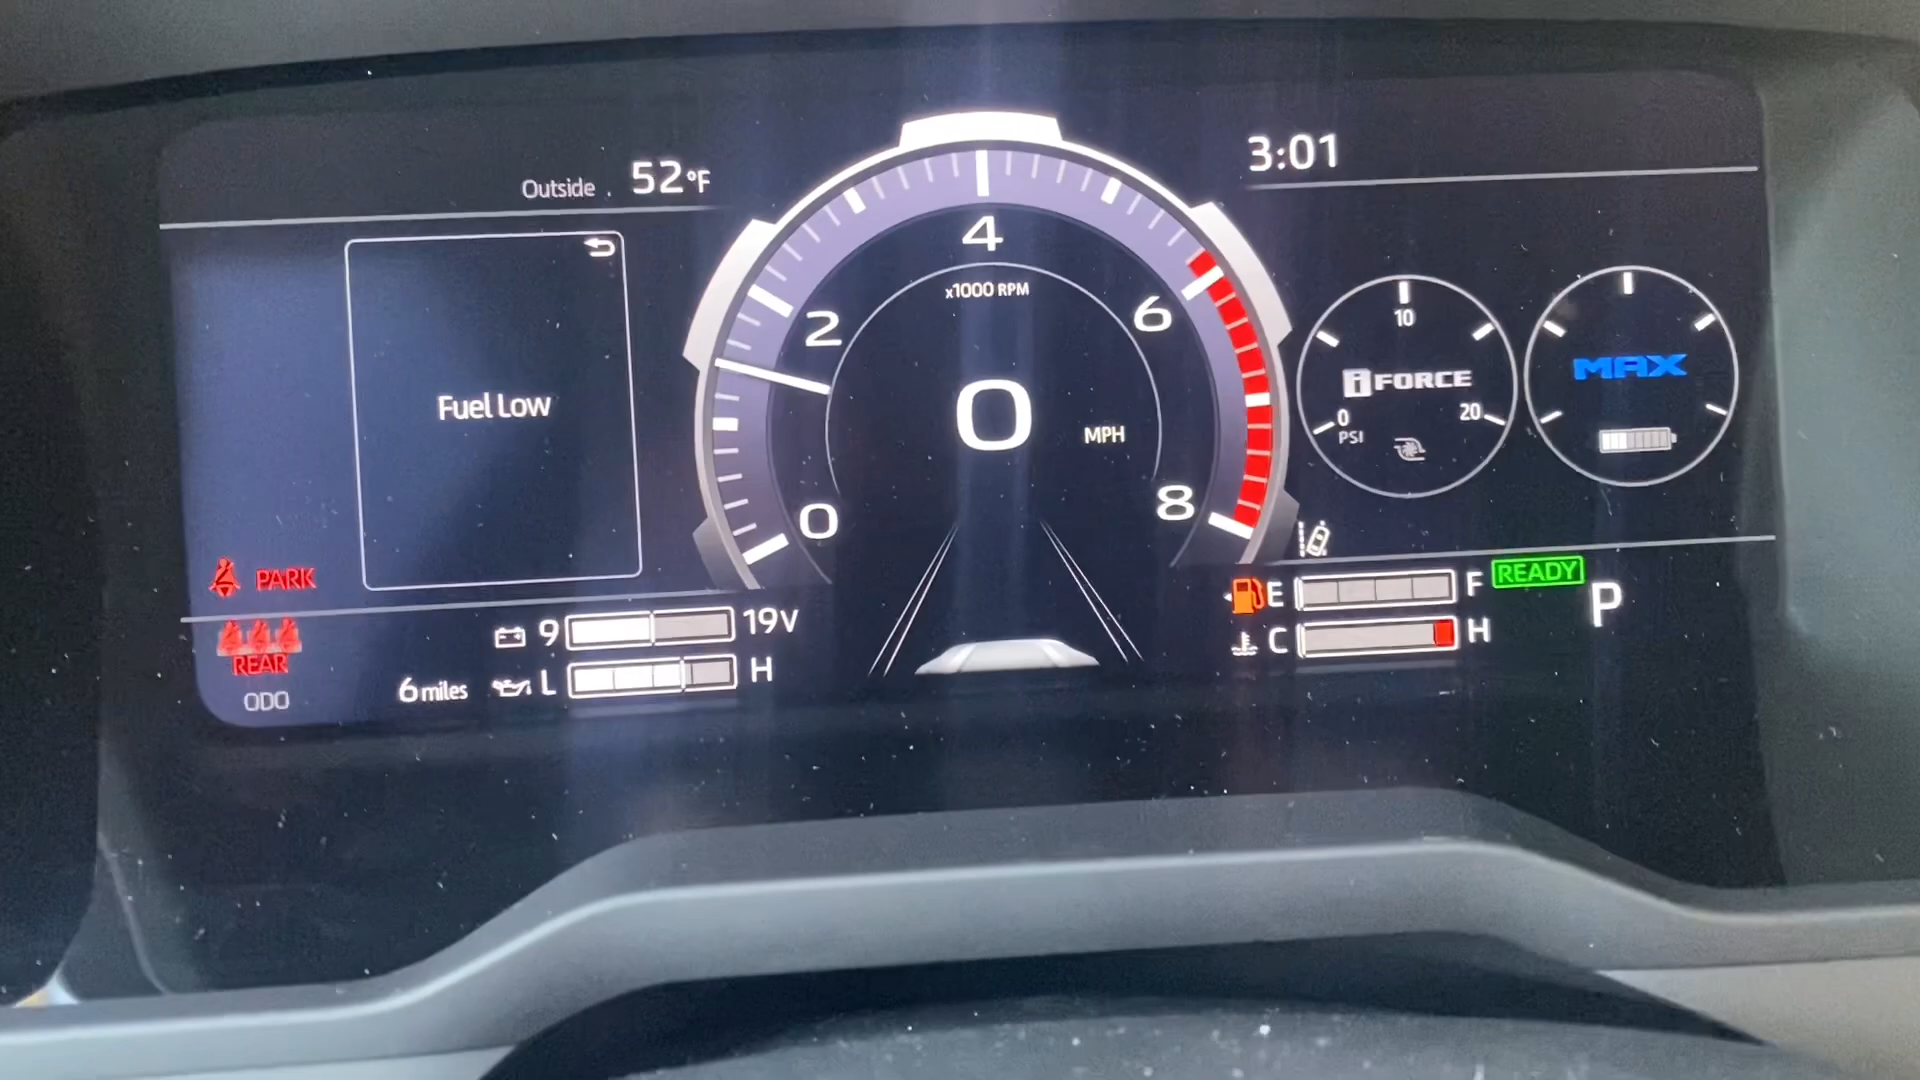 Outside 52°F
3:01
Fuel Low
0
2
4
6
8
x1000 RPM
0
MPH
0
10
20
PSI
iFORCE
MAX
PARK
REAR
ODO
6 miles
9
19V
L
H
E
F
C
H
READY
P